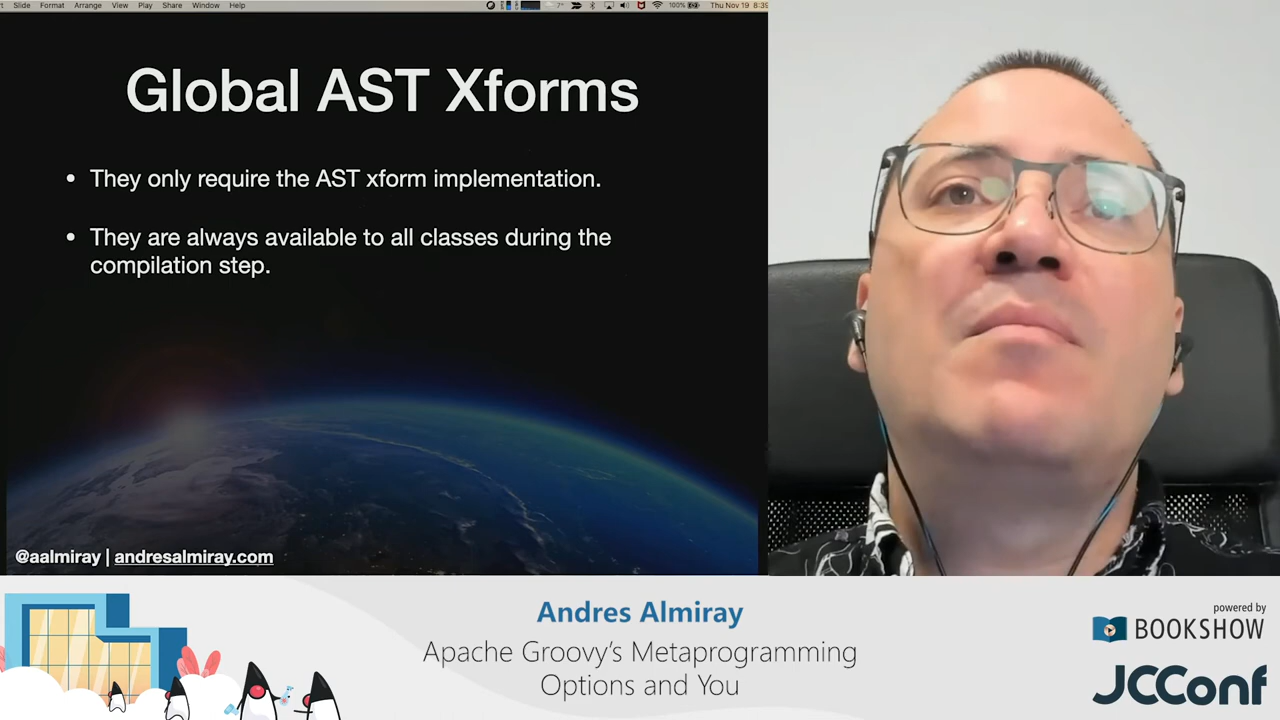 Slide Format Arrange View Play Share Window Help
100% Thu Nov 19 8:39
Global AST Xforms
• They only require the AST xform implementation.
• They are always available to all classes during the
compilation step.
@aalmiray | andresalmiray.com
Andres Almiray
Apache Groovy's Metaprogramming
Options and You
powered by
BOOKSHOW
JCConf